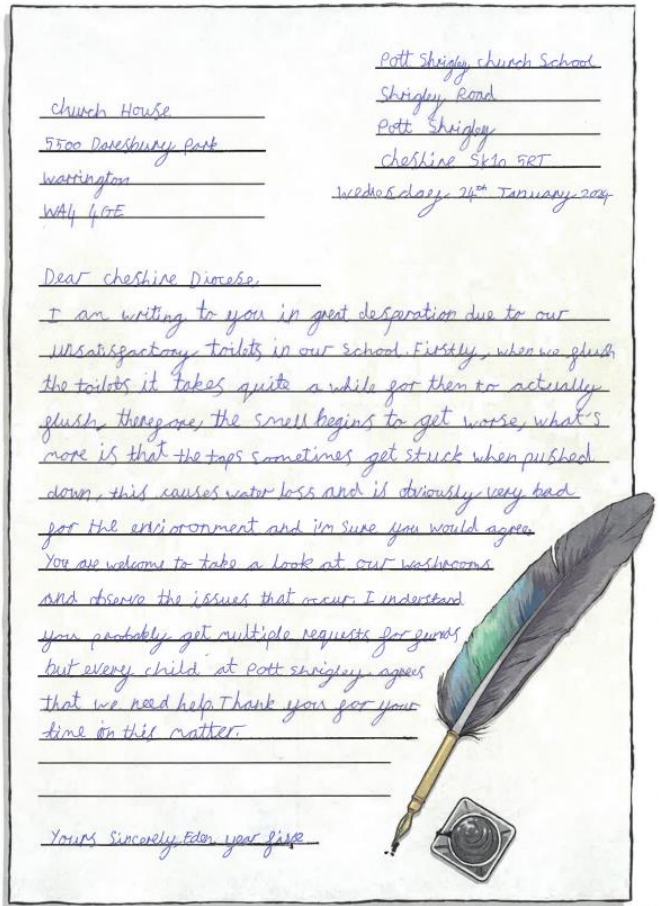 Pott Shrigley church School
Shrigley Road
Pott Shrigley
Cheshire SK10 5RT
Wednesday 24th January 2024
Church House
5500 Daresbury Park
Warrington
WA4 4GE
Dear Cheshire Diocese,
I am writing to you in great desperation due to our
unsatisfactory toilets in our school. Firstly, when we flush
the toilets it takes quite a while for them to actually
flush, therefore, the smell begins to get worse, what's
more is that the taps sometimes get stuck when pushed
down, this causes water loss and is obviously very bad
for the environment and i'm sure you would agree.
You are welcome to take a look at our washrooms
and observe the issues that occur. I understand
you probably get multiple requests for funds
but every child at Pott Shrigley agrees
that we need help. Thank you for your
time on this matter.
Yours Sincerely, Eden year five